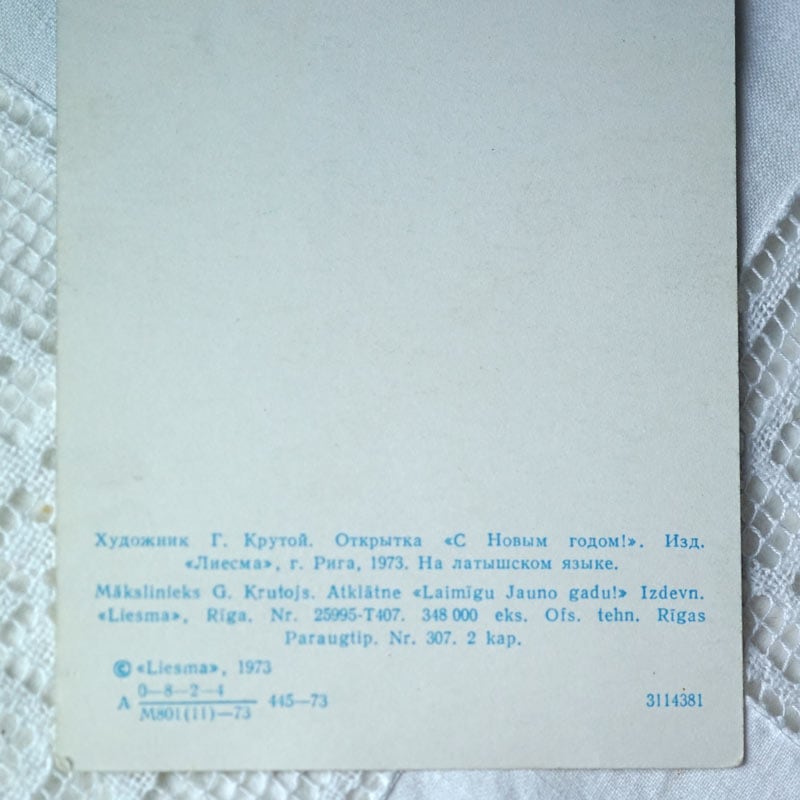 Художник Г. Крутой. Открытка «С Новым годом!». Изд.
«Лиесма», г. Рига, 1973. На латышском языке.
Mākslinieks G. Krutojs. Atklātne «Laimīgu Jauno gadu!» Izdevn.
«Liesma», Rīga. Nr. 25995-T407. 348 000 eks. Ofs. tehn. Rīgas
Paraugtip. Nr. 307. 2 kap.
© «Liesma», 1973
A 0—8—2—4 445—73
M801(11)—73
3114381